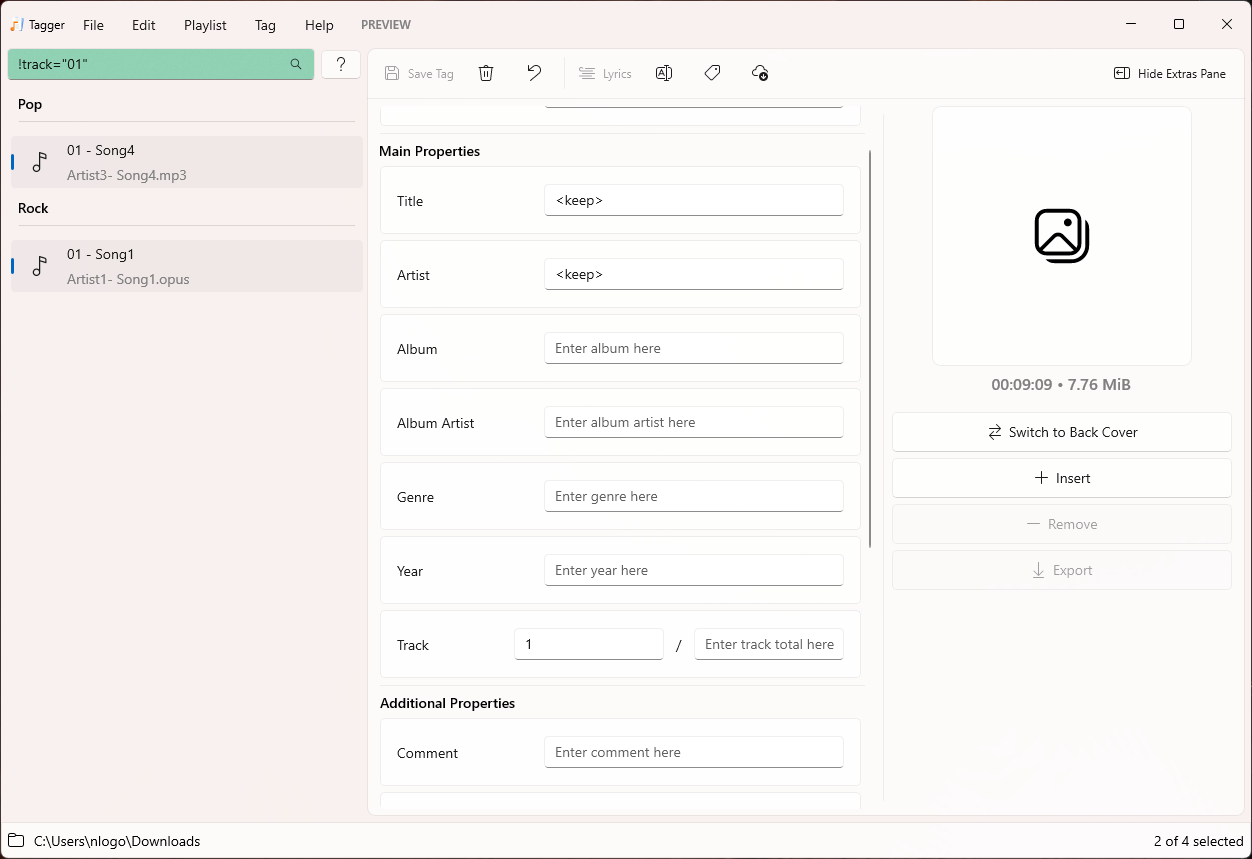 Tagger File Edit Playlist Tag Help PREVIEW
!track="01" ?
Pop
01 - Song4
Artist3- Song4.mp3
Rock
01 - Song1
Artist1- Song1.opus
Save Tag Lyrics Hide Extras Pane
Main Properties
Title <keep>
Artist <keep>
Album Enter album here
Album Artist Enter album artist here
Genre Enter genre here
Year Enter year here
Track 1 / Enter track total here
Additional Properties
Comment Enter comment here
00:09:09 • 7.76 MiB
Switch to Back Cover
Insert
Remove
Export
C:\Users\nlogo\Downloads
2 of 4 selected